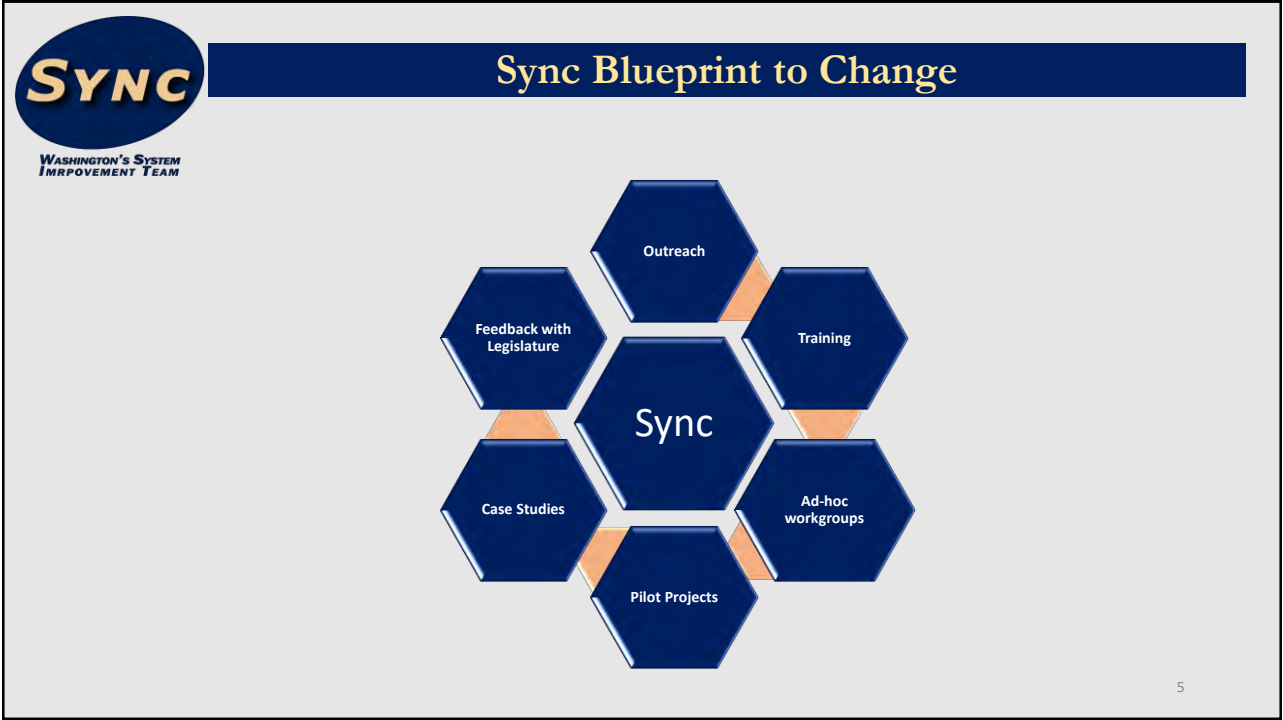 SYNC
WASHINGTON'S SYSTEM
IMRPOVEMENT TEAM
Sync Blueprint to Change
Outreach
Feedback with
Legislature
Training
Sync
Case Studies
Ad-hoc
workgroups
Pilot Projects
5